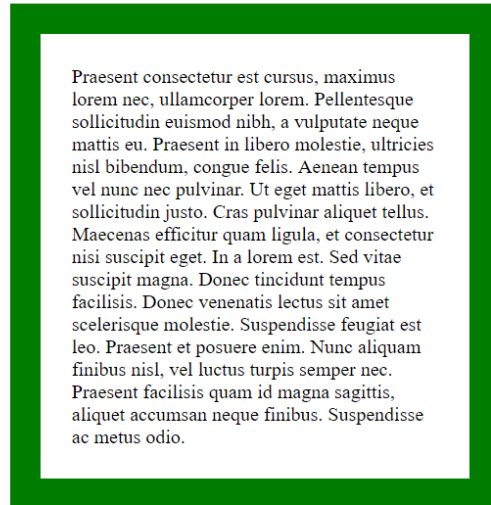 Praesent consectetur est cursus, maximus
lorem nec, ullamcorper lorem. Pellentesque
sollicitudin euismod nibh, a vulputate neque
mattis eu. Praesent in libero molestie, ultricies
nisl bibendum, congue felis. Aenean tempus
vel nunc nec pulvinar. Ut eget mattis libero, et
sollicitudin justo. Cras pulvinar aliquet tellus.
Maecenas efficitur quam ligula, et consectetur
nisi suscipit eget. In a lorem est. Sed vitae
suscipit magna. Donec tincidunt tempus
facilisis. Donec venenatis lectus sit amet
scelerisque molestie. Suspendisse feugiat est
leo. Praesent et posuere enim. Nunc aliquam
finibus nisl, vel luctus turpis semper nec.
Praesent facilisis quam id magna sagittis,
aliquet accumsan neque finibus. Suspendisse
ac metus odio.